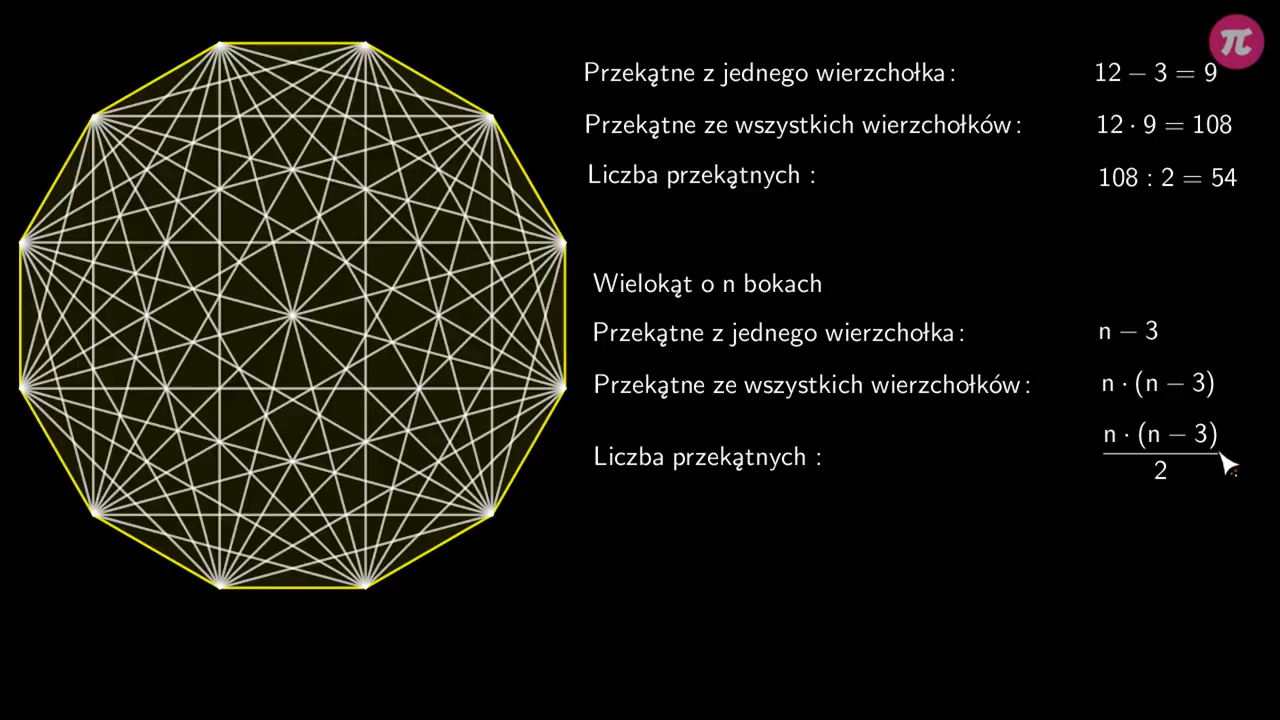 π
Przekątne z jednego wierzchołka : 12 − 3 = 9
Przekątne ze wszystkich wierzchołków : 12 · 9 = 108
Liczba przekątnych : 108 : 2 = 54
Wielokąt o n bokach
Przekątne z jednego wierzchołka : n − 3
Przekątne ze wszystkich wierzchołków : n · (n − 3)
n · (n − 3)
Liczba przekątnych :
2